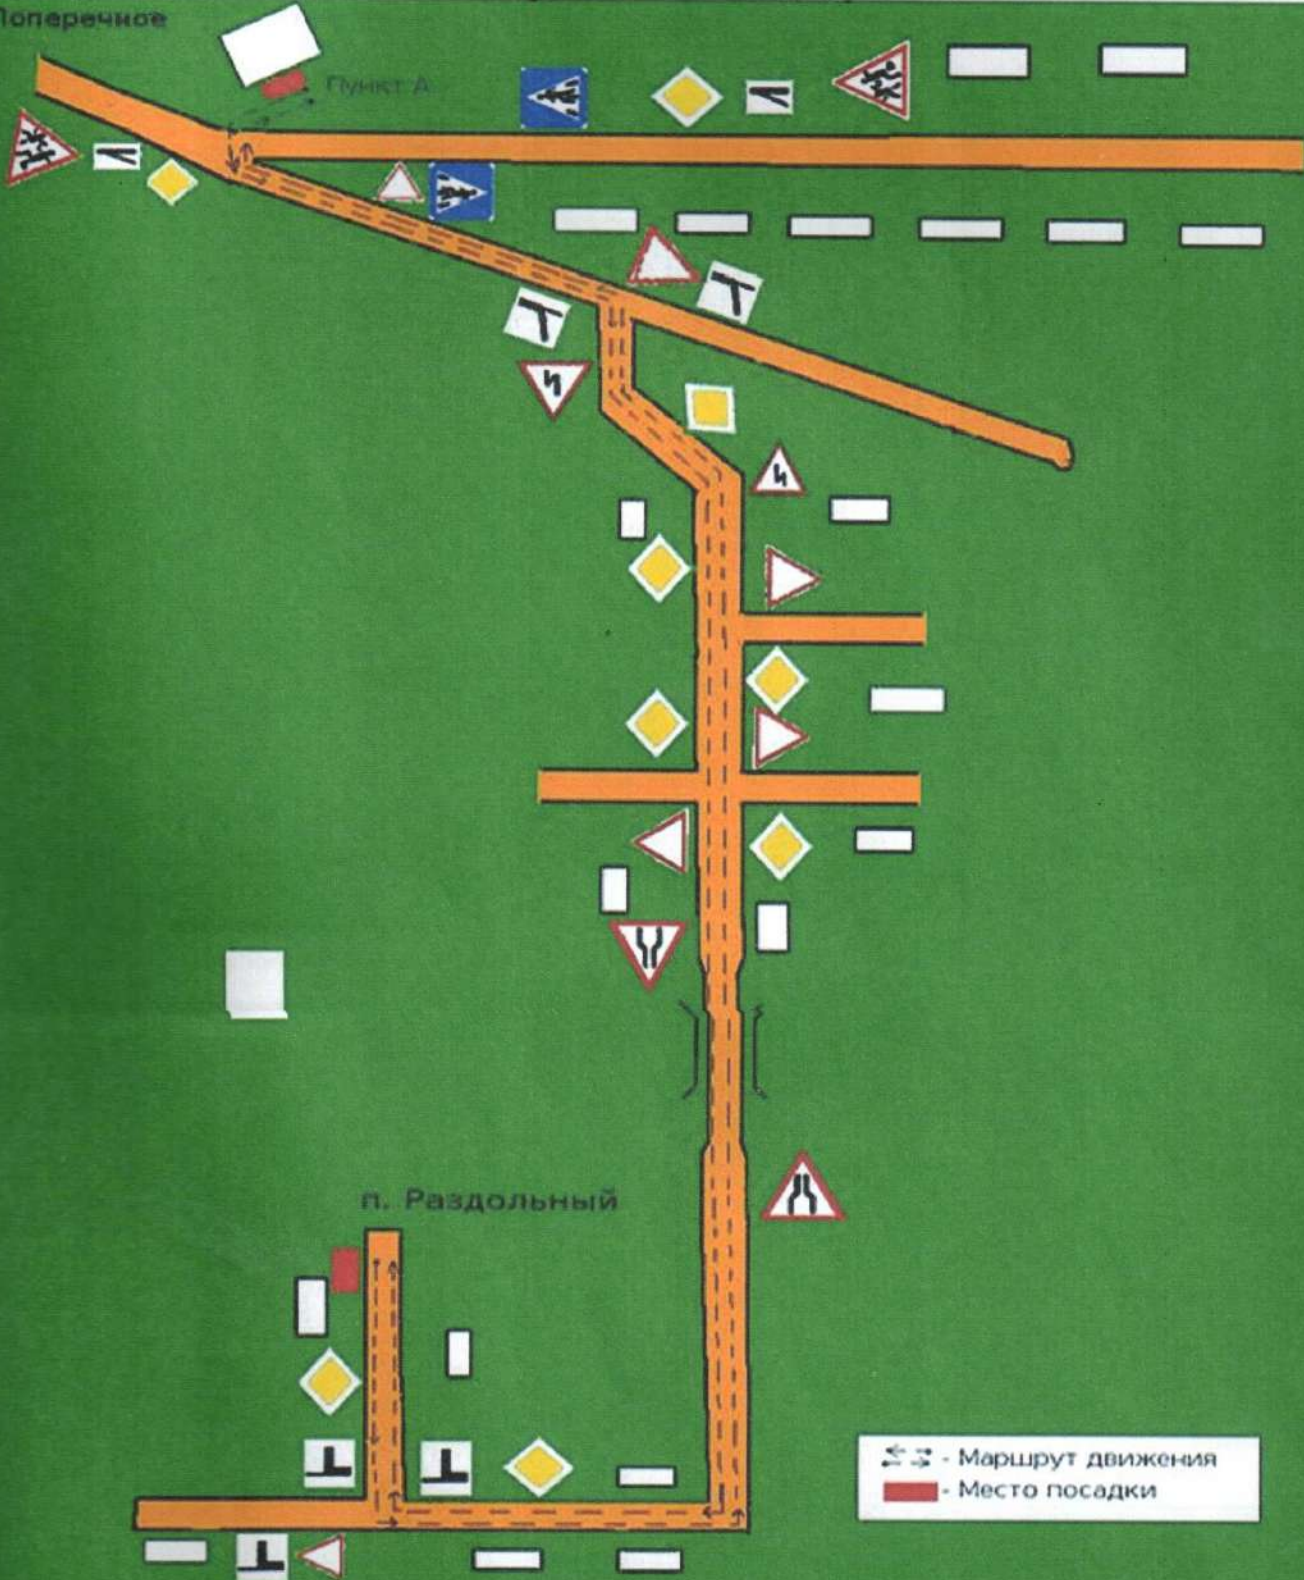 Поперечное
Пункт А
п. Раздольный
- Маршрут движения
- Место посадки